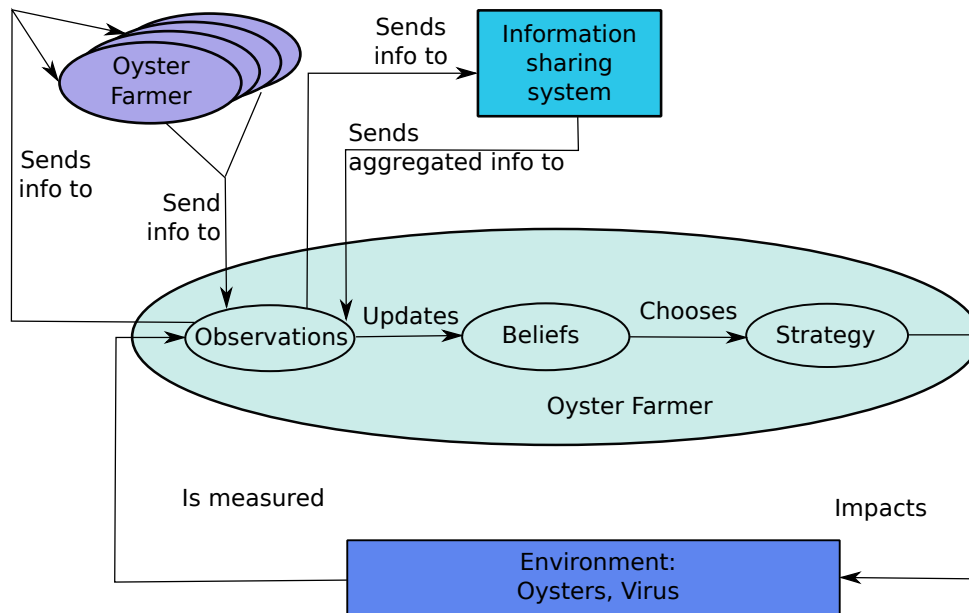 Oyster
Farmer
Sends
info to
Information
sharing
system
Sends
aggregated info to
Sends
info to
Send
info to
Observations
Updates
Beliefs
Chooses
Strategy
Oyster Farmer
Is measured
Impacts
Environment:
Oysters, Virus